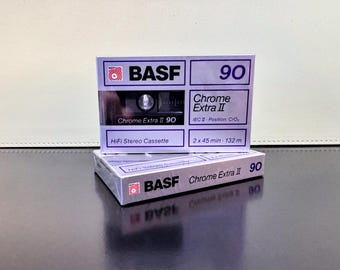 BASF 90
Chrome Extra II 90
Chrome
Extra II
IEC II · Position CrO₂
HiFi Stereo Cassette
2 x 45 min · 132 m
BASF Chrome Extra II 90